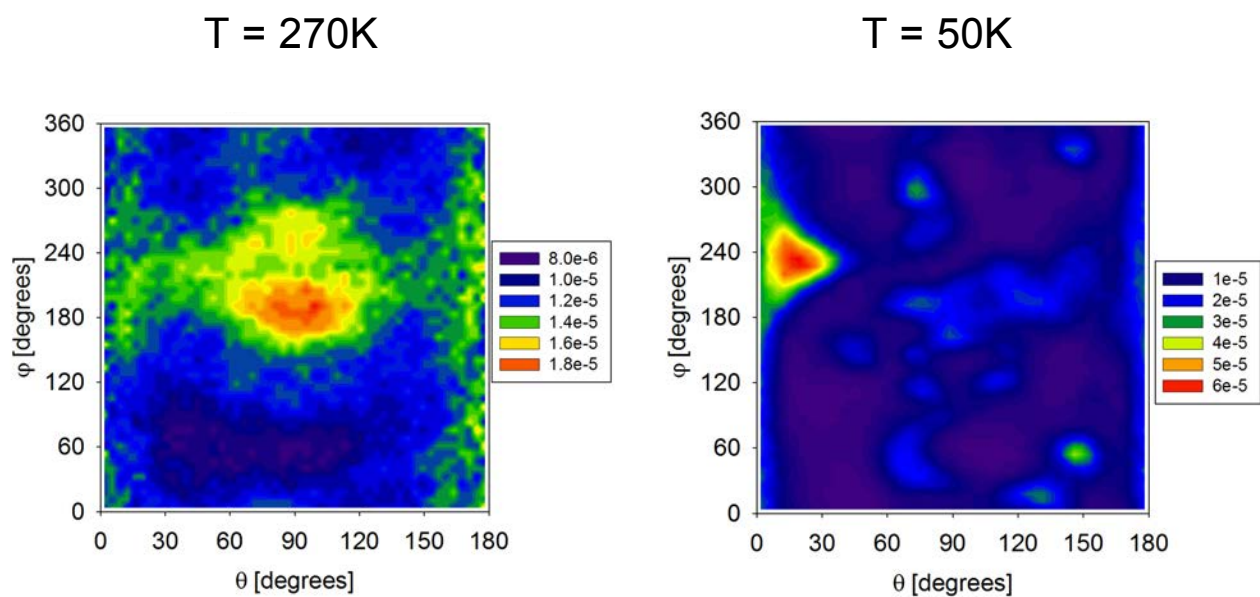 T = 270K
T = 50K
φ [degrees]
360
300
240
180
120
60
0
0 30 60 90 120 150 180
θ [degrees]
8.0e-6
1.0e-5
1.2e-5
1.4e-5
1.6e-5
1.8e-5
φ [degrees]
360
300
240
180
120
60
0
0 30 60 90 120 150 180
θ [degrees]
1e-5
2e-5
3e-5
4e-5
5e-5
6e-5